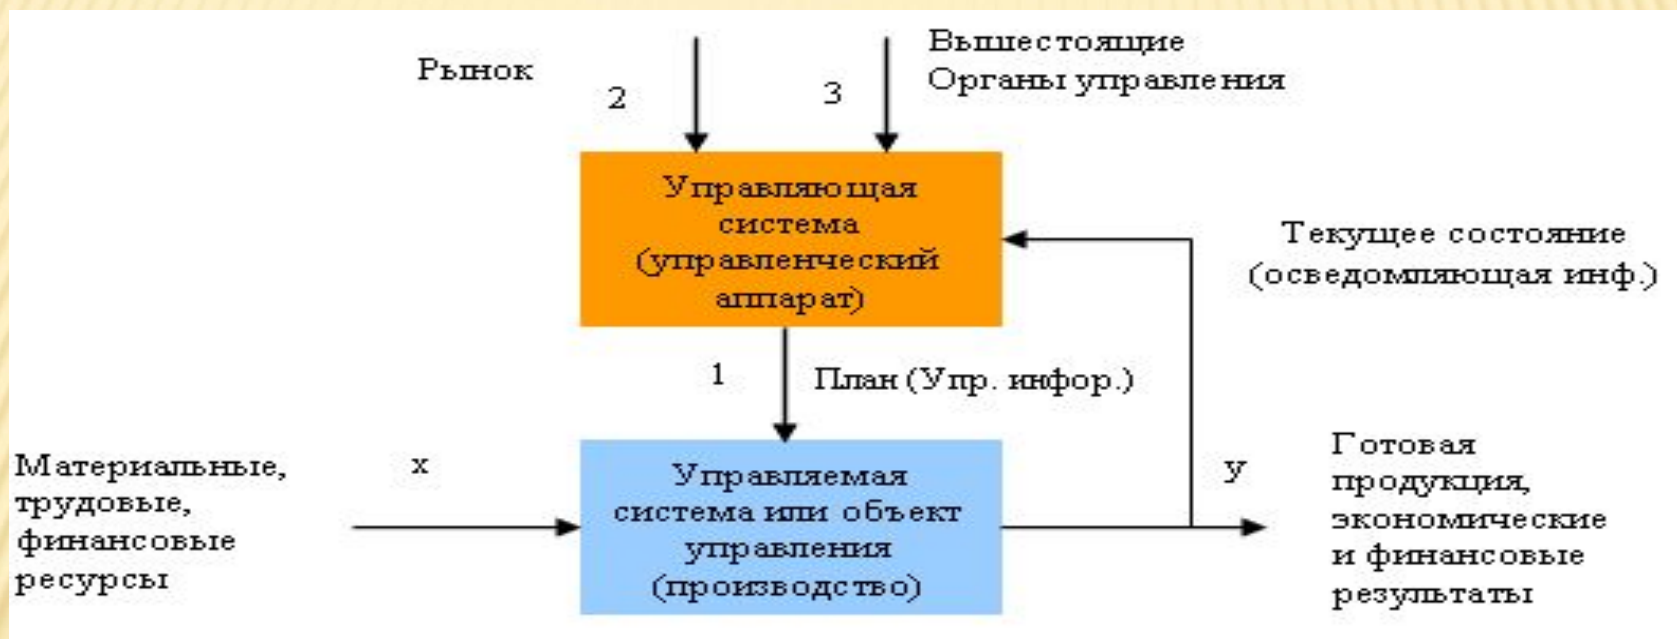 Рынок
2
3
Вышестоящие
Органы управления
Управляющая
система
(управленческий
аппарат)
Текущее состояние
(осведомляющая инф.)
1
План (Упр. инфор.)
Материальные,
трудовые,
финансовые
ресурсы
x
Управляемая
система или объект
управления
(производство)
y
Готовая
продукция,
экономические
и финансовые
результаты